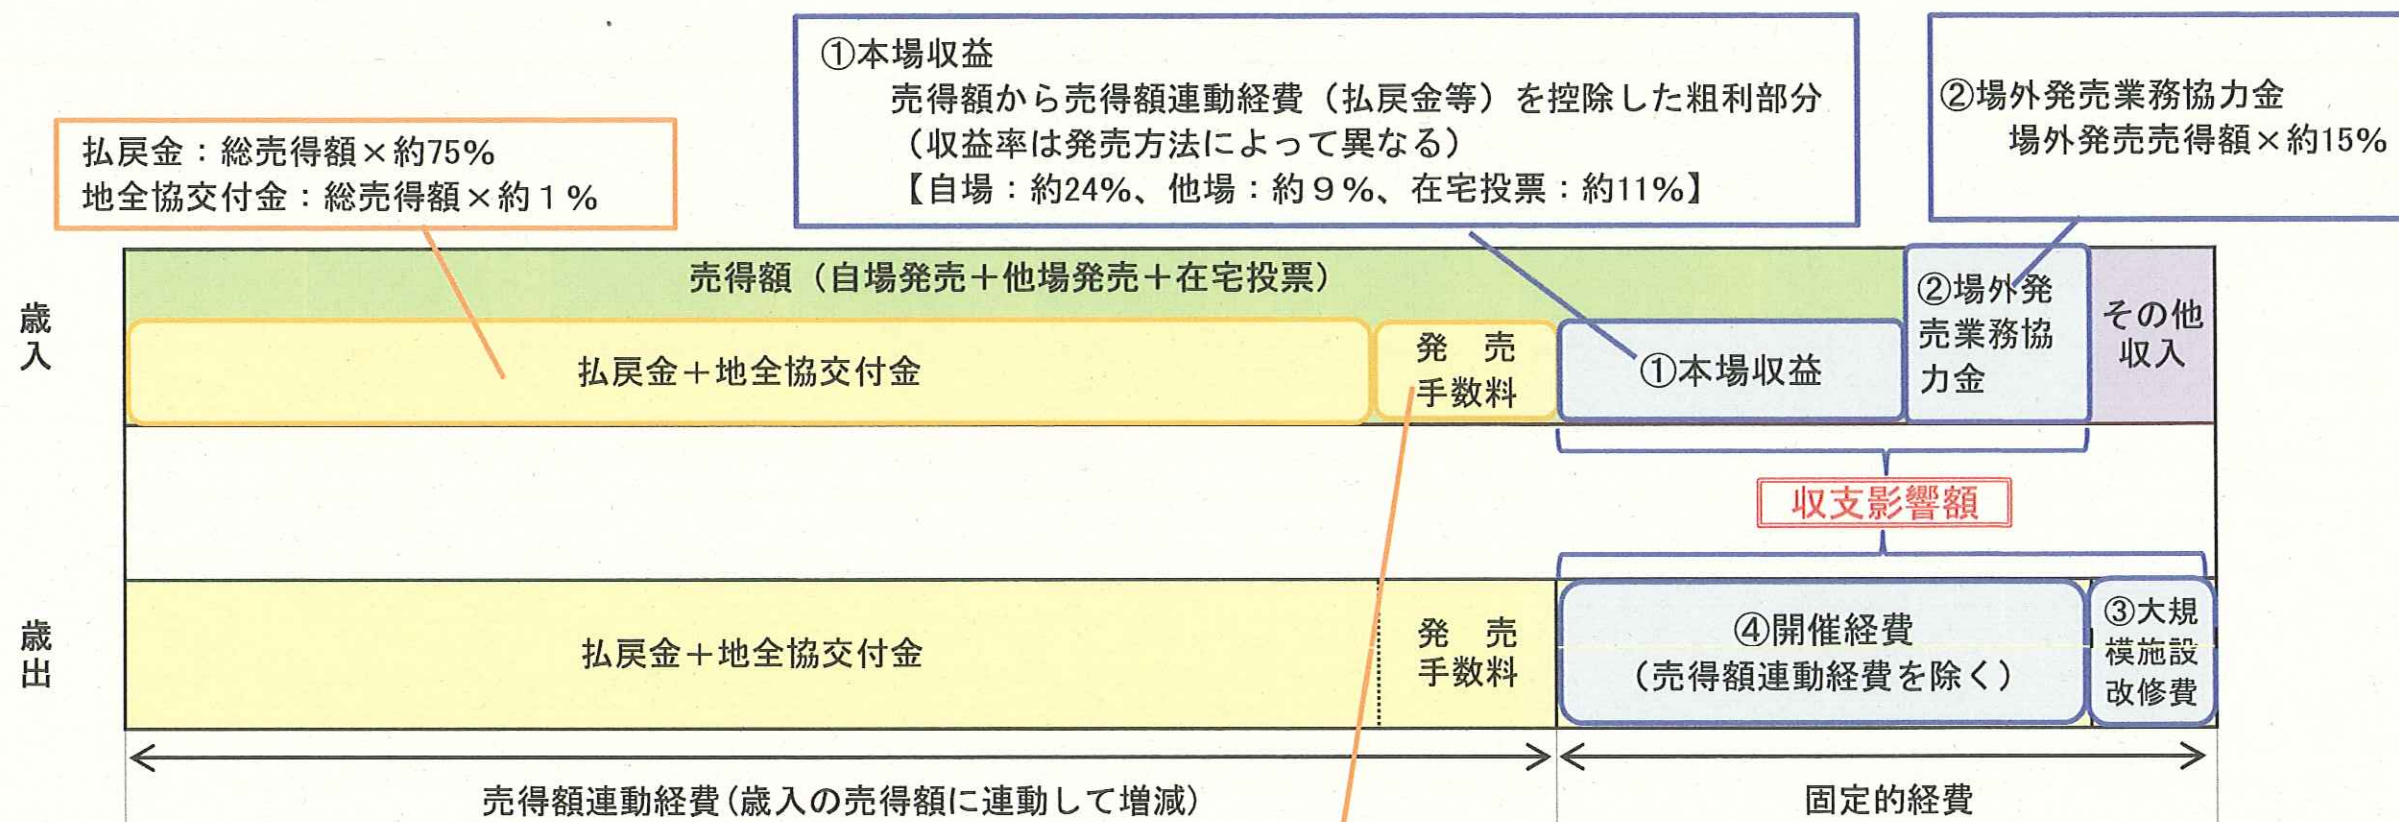 ①本場収益
売得額から売得額連動経費（払戻金等）を控除した粗利部分
（収益率は発売方法によって異なる）
【自場：約24%、他場：約９%、在宅投票：約11%】
②場外発売業務協力金
場外発売売得額×約15%
払戻金：総売得額×約75%
地全協交付金：総売得額×約１%
歳入
売得額（自場発売＋他場発売＋在宅投票）
払戻金＋地全協交付金
発　売
手数料
①本場収益
②場外発
売業務協
力金
その他
収入
収支影響額
歳出
払戻金＋地全協交付金
発　売
手数料
④開催経費
（売得額連動経費を除く）
③大規
模施設
改修費
売得額連動経費(歳入の売得額に連動して増減)
固定的経費